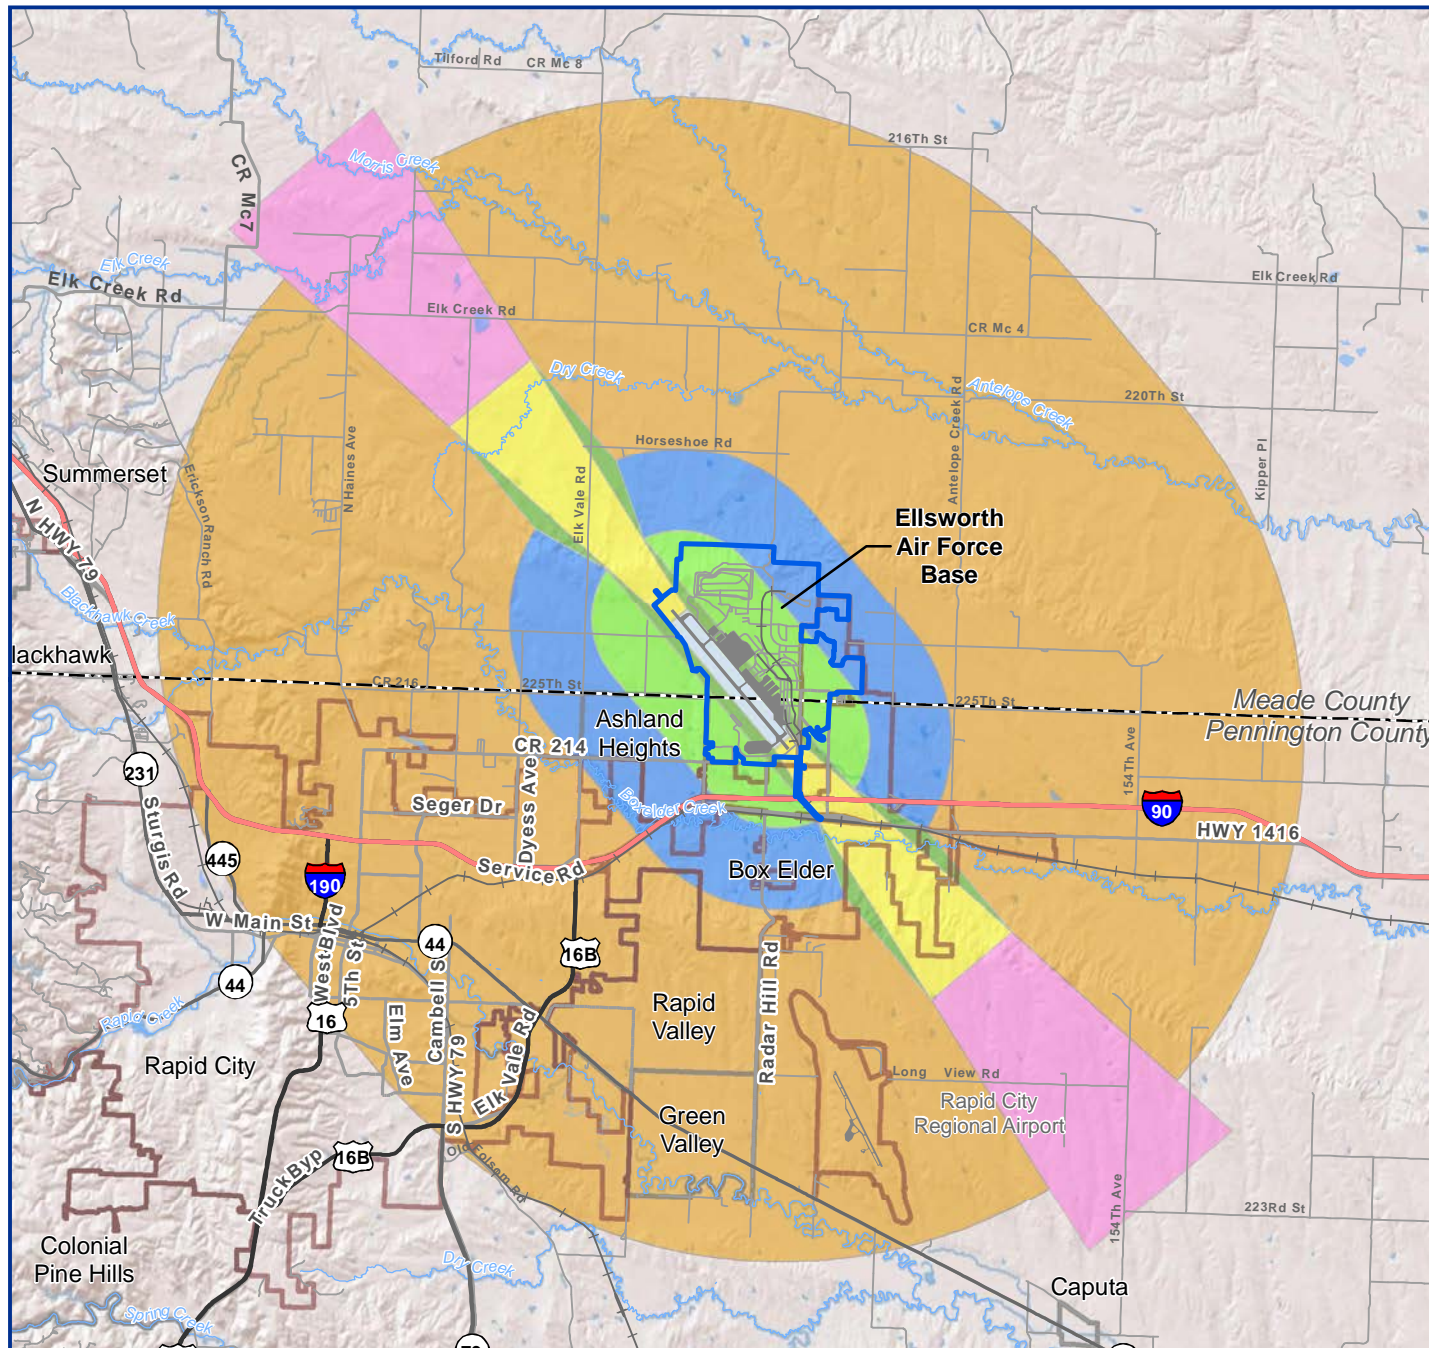 Tilford Rd
CR Mc 8
216Th St
Morris Creek
CR Mc7
Elk Creek
Elk Creek Rd
Elk Creek Rd
Elk Creek Rd
CR Mc 4
Dry Creek
Antelope Creek
220Th St
Antelope Creek Rd
Horseshoe Rd
N Haines Ave
Kipper Pl
Summerset
Erickson Ranch Rd
Elk Vale Rd
N HWY 79
Ellsworth
Air Force
Base
Blackhawk Creek
lackhawk
CR 216
225Th St
225Th St
Meade County
Pennington County
Ashland
Heights
CR 214
154Th Ave
231
Seger Dr
Dyess Ave
Boxelder Creek
90
HWY 1416
Sturgis Rd
445
190
Service Rd
Box Elder
W Main St
West Blvd
5Th St
44
16B
44
Cambell S
Radar Hill Rd
Rapid Creek
16
Elm Ave
Rapid
Valley
Rapid City
S HWY 79
Elk Vale Rd
Long View Rd
Rapid City
Regional Airport
Green
Valley
16B
Old Folsom Rd
Truck Byp
154Th Ave
223Rd St
Colonial
Pine Hills
Dry Creek
Caputa
Spring Creek
79